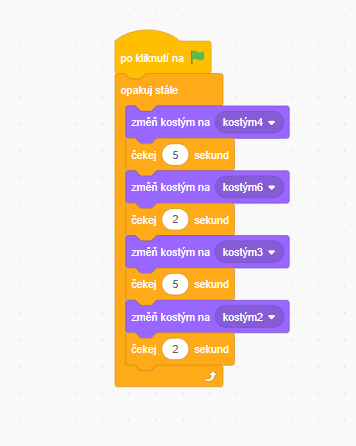 po kliknutí na
opakuj stále
změň kostým na kostým4
čekej 5 sekund
změň kostým na kostým6
čekej 2 sekund
změň kostým na kostým3
čekej 5 sekund
změň kostým na kostým2
čekej 2 sekund